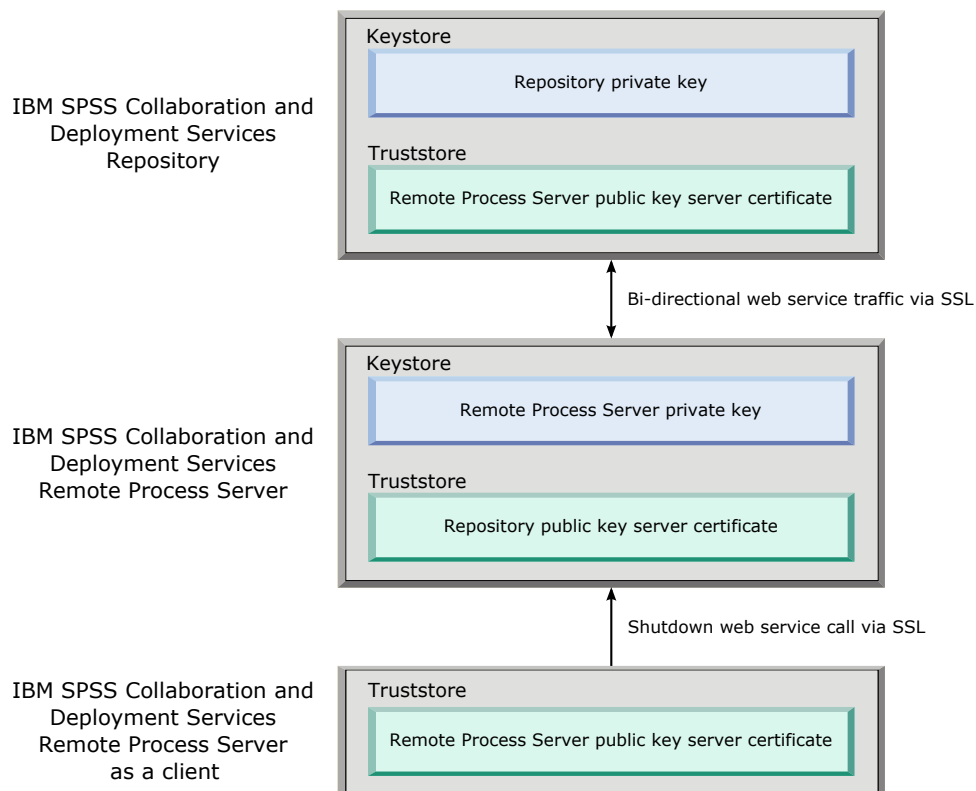 Keystore
Repository private key
IBM SPSS Collaboration and
Deployment Services
Repository
Truststore
Remote Process Server public key server certificate
Bi-directional web service traffic via SSL
Keystore
Remote Process Server private key
IBM SPSS Collaboration and
Deployment Services
Remote Process Server
Truststore
Repository public key server certificate
Shutdown web service call via SSL
IBM SPSS Collaboration and
Deployment Services
Remote Process Server
as a client
Truststore
Remote Process Server public key server certificate